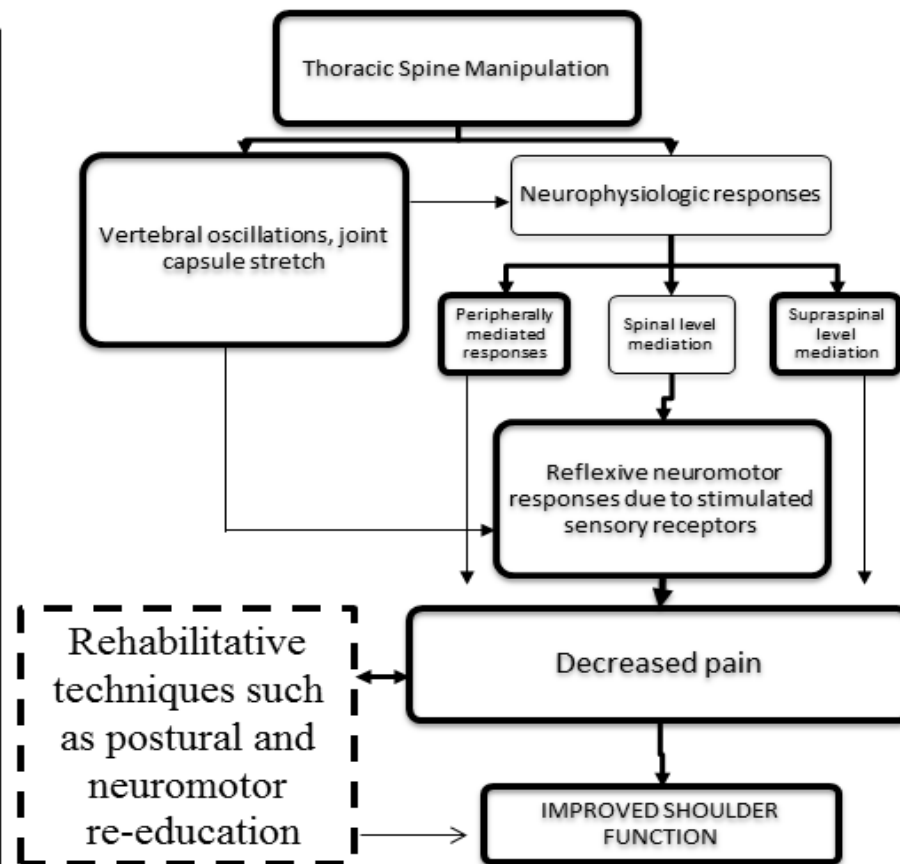 Thoracic Spine Manipulation
Vertebral oscillations, joint
capsule stretch
Neurophysiologic responses
Peripherally
mediated
responses
Spinal level
mediation
Supraspinal
level
mediation
Reflexive neuromotor
responses due to stimulated
sensory receptors
Decreased pain
Rehabilitative
techniques such
as postural and
neuromotor
re-education
IMPROVED SHOULDER
FUNCTION